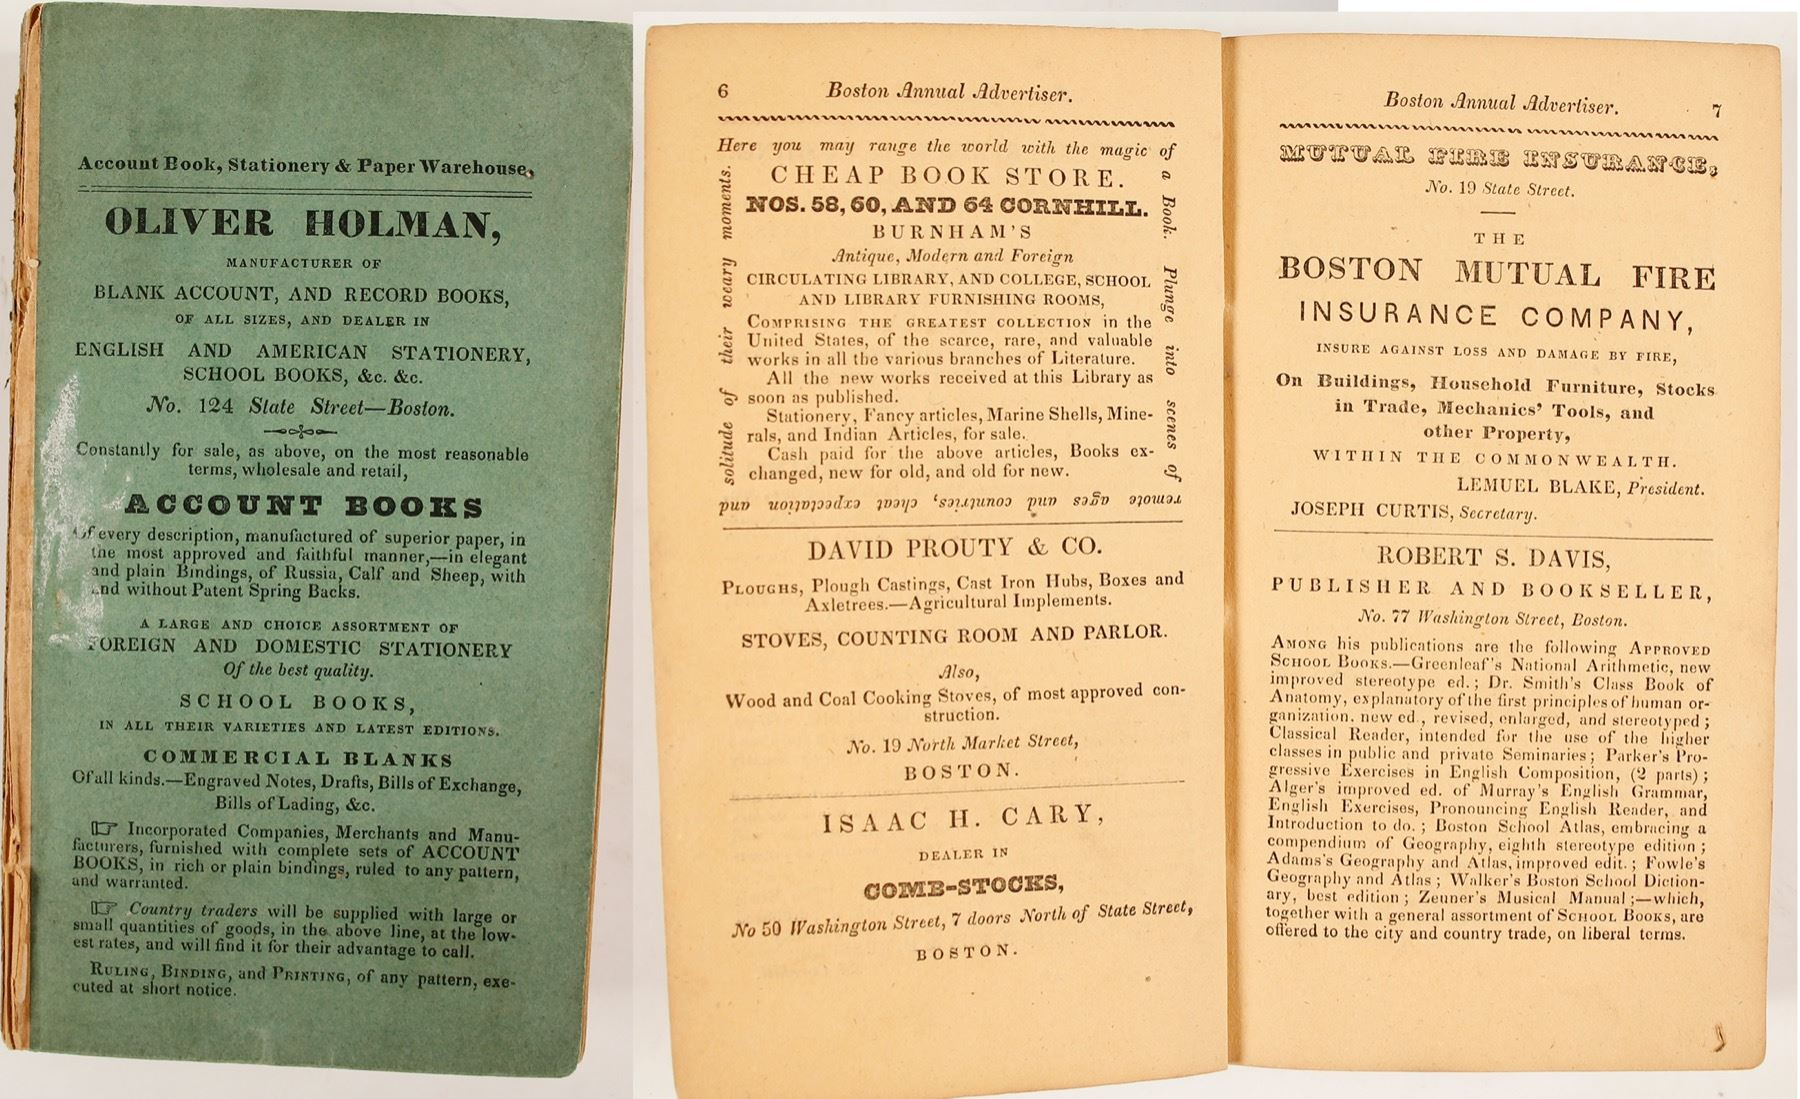 Account Book, Stationery & Paper Warehouse,
OLIVER HOLMAN,
MANUFACTURER OF
BLANK ACCOUNT, AND RECORD BOOKS,
OF ALL SIZES, AND DEALER IN
ENGLISH AND AMERICAN STATIONERY,
SCHOOL BOOKS, &c. &c.
No. 124 State Street—Boston.
Constantly for sale, as above, on the most reasonable
terms, wholesale and retail,
ACCOUNT BOOKS
Of every description, manufactured of superior paper, in
the most approved and faithful manner,—in elegant
and plain Bindings, of Russia, Calf and Sheep, with
and without Patent Spring Backs.
A LARGE AND CHOICE ASSORTMENT OF
FOREIGN AND DOMESTIC STATIONERY
Of the best quality.
SCHOOL BOOKS,
IN ALL THEIR VARIETIES AND LATEST EDITIONS.
COMMERCIAL BLANKS
Of all kinds.—Engraved Notes, Drafts, Bills of Exchange,
Bills of Lading, &c.
☞ Incorporated Companies, Merchants and Manu-
facturers, furnished with complete sets of ACCOUNT
BOOKS, in rich or plain bindings, ruled to any pattern,
and warranted.
☞ Country traders will be supplied with large or
small quantities of goods, in the above line, at the low-
est rates, and will find it for their advantage to call.
RULING, BINDING, and PRINTING, of any pattern, exe-
cuted at short notice.
6 Boston Annual Advertiser.
Here you may range the world with the magic of
a Book. Plunge into scenes of
remote ages and countries, cheat expectation and
solitude of their weary moments.
CHEAP BOOK STORE.
NOS. 58, 60, AND 64 CORNHILL.
BURNHAM'S
Antique, Modern and Foreign
CIRCULATING LIBRARY, AND COLLEGE, SCHOOL
AND LIBRARY FURNISHING ROOMS,
COMPRISING THE GREATEST COLLECTION in the
United States, of the scarce, rare, and valuable
works in all the various branches of Literature.
All the new works received at this Library as
soon as published.
Stationery, Fancy articles, Marine Shells, Mine-
rals, and Indian Articles, for sale.
Cash paid for the above articles, Books ex-
changed, new for old, and old for new.
DAVID PROUTY & CO.
PLOUGHS, Plough Castings, Cast Iron Hubs, Boxes and
Axletrees.—Agricultural Implements.
STOVES, COUNTING ROOM AND PARLOR.
Also,
Wood and Coal Cooking Stoves, of most approved con-
struction.
No. 19 North Market Street,
BOSTON.
ISAAC H. CARY,
DEALER IN
COMB-STOCKS,
No 50 Washington Street, 7 doors North of State Street,
BOSTON.
Boston Annual Advertiser. 7
MUTUAL FIRE INSURANCE,
No. 19 State Street.
THE
BOSTON MUTUAL FIRE
INSURANCE COMPANY,
INSURE AGAINST LOSS AND DAMAGE BY FIRE,
On Buildings, Household Furniture, Stocks
in Trade, Mechanics' Tools, and
other Property,
WITHIN THE COMMONWEALTH.
LEMUEL BLAKE, President.
JOSEPH CURTIS, Secretary.
ROBERT S. DAVIS,
PUBLISHER AND BOOKSELLER,
No. 77 Washington Street, Boston.
AMONG his publications are the following APPROVED
SCHOOL BOOKS.—Greenleaf's National Arithmetic, new
improved stereotype ed.; Dr. Smith's Class Book of
Anatomy, explanatory of the first principles of human or-
ganization. new ed., revised, enlarged, and stereotyped;
Classical Reader, intended for the use of the higher
classes in public and private Seminaries; Parker's Pro-
gressive Exercises in English Composition, (2 parts);
Alger's improved ed. of Murray's English Grammar,
English Exercises, Pronouncing English Reader, and
Introduction to do.; Boston School Atlas, embracing a
compendium of Geography, eighth stereotype edition;
Adams's Geography and Atlas, improved edit.; Fowle's
Geography and Atlas; Walker's Boston School Diction-
ary, best edition; Zeuner's Musical Manual;—which,
together with a general assortment of SCHOOL BOOKS, are
offered to the city and country trade, on liberal terms.